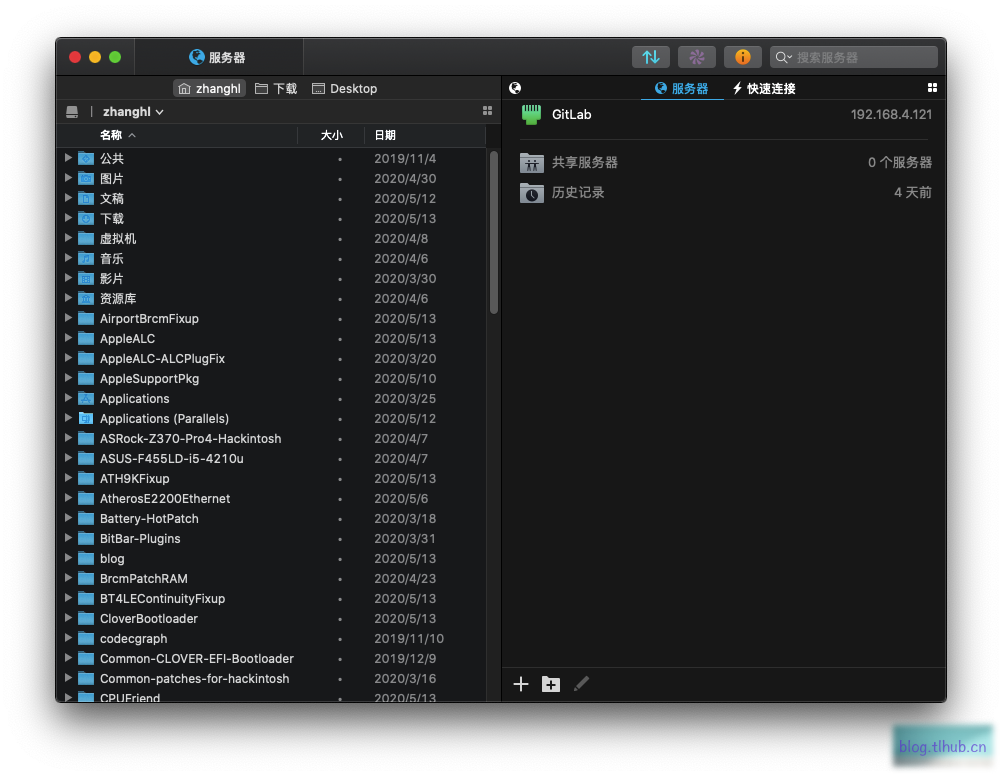 服务器
搜索服务器
zhanghl 下载 Desktop
zhanghl
名称 大小 日期
公共 2019/11/4
图片 2020/4/30
文稿 2020/5/12
下载 2020/5/13
虚拟机 2020/4/8
音乐 2020/4/6
影片 2020/3/30
资源库 2020/4/6
AirportBrcmFixup 2020/5/13
AppleALC 2020/5/13
AppleALC-ALCPlugFix 2020/3/20
AppleSupportPkg 2020/5/10
Applications 2020/3/25
Applications (Parallels) 2020/5/12
ASRock-Z370-Pro4-Hackintosh 2020/4/7
ASUS-F455LD-i5-4210u 2020/4/7
ATH9KFixup 2020/5/13
AtherosE2200Ethernet 2020/5/6
Battery-HotPatch 2020/3/18
BitBar-Plugins 2020/3/31
blog 2020/5/13
BrcmPatchRAM 2020/4/23
BT4LEContinuityFixup 2020/5/13
CloverBootloader 2020/5/13
codecgraph 2019/11/10
Common-CLOVER-EFI-Bootloader 2019/12/9
Common-patches-for-hackintosh 2020/3/16
CPUFriend 2020/5/13
服务器 快速连接
GitLab 192.168.4.121
共享服务器 0 个服务器
历史记录 4 天前
blog.tlhub.cn